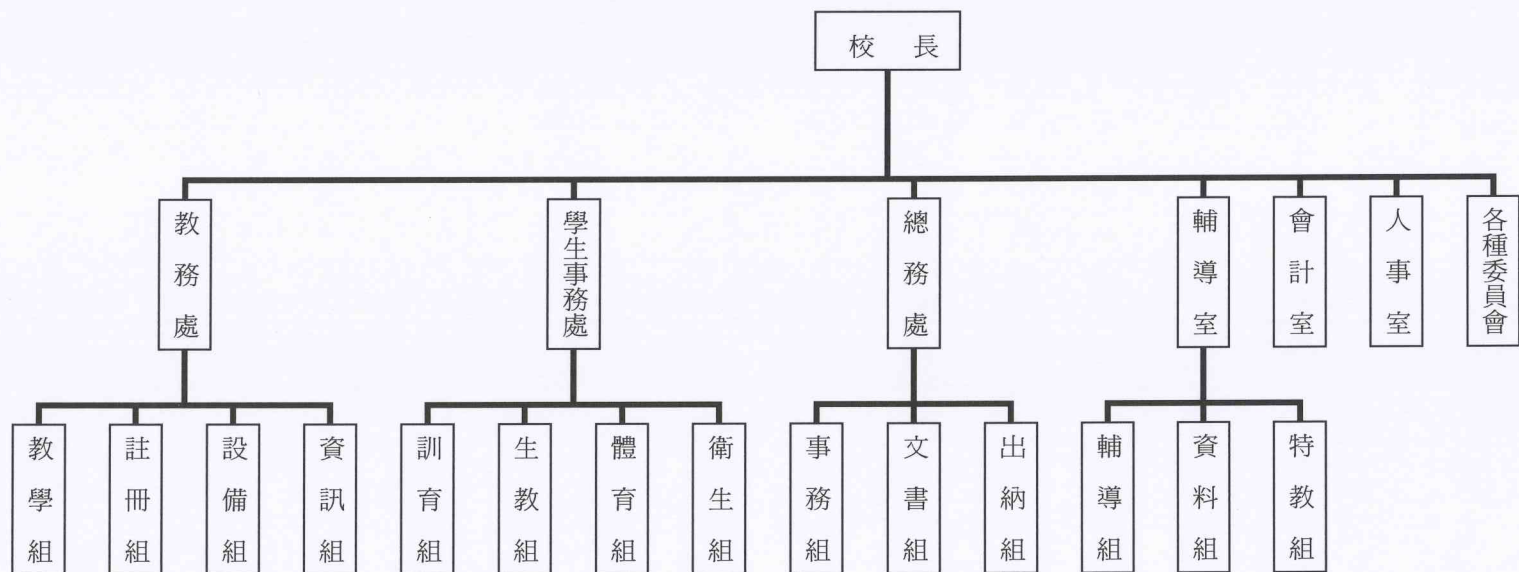 校 長
教務處
學生事務處
總務處
輔導室
會計室
人事室
各種委員會
教學組
註冊組
設備組
資訊組
訓育組
生教組
體育組
衛生組
事務組
文書組
出納組
輔導組
資料組
特教組